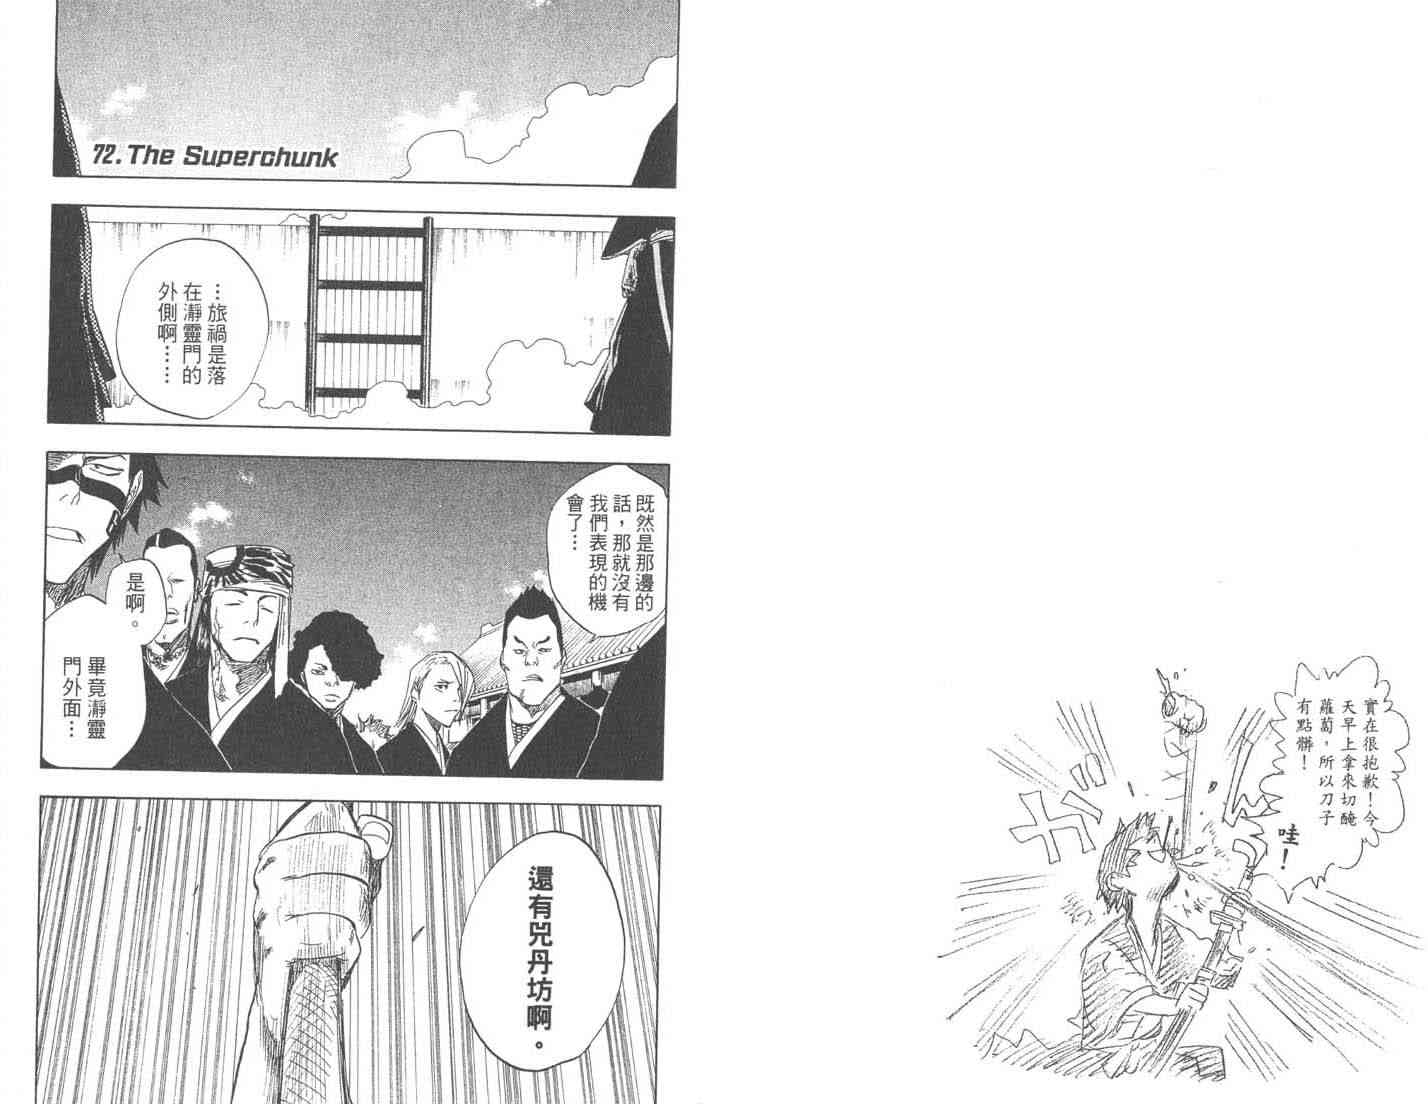 實在很抱歉！今
天早上拿來切醃
蘿蔔，所以刀子
有點髒！
哇！
72. The Superchunk
…旅禍是落
在瀞靈門的
外側啊……
既然是那邊的
話，那就沒有
我們表現的機
會了…
是啊。
畢竟瀞靈
門外面…
還有兕丹坊啊。